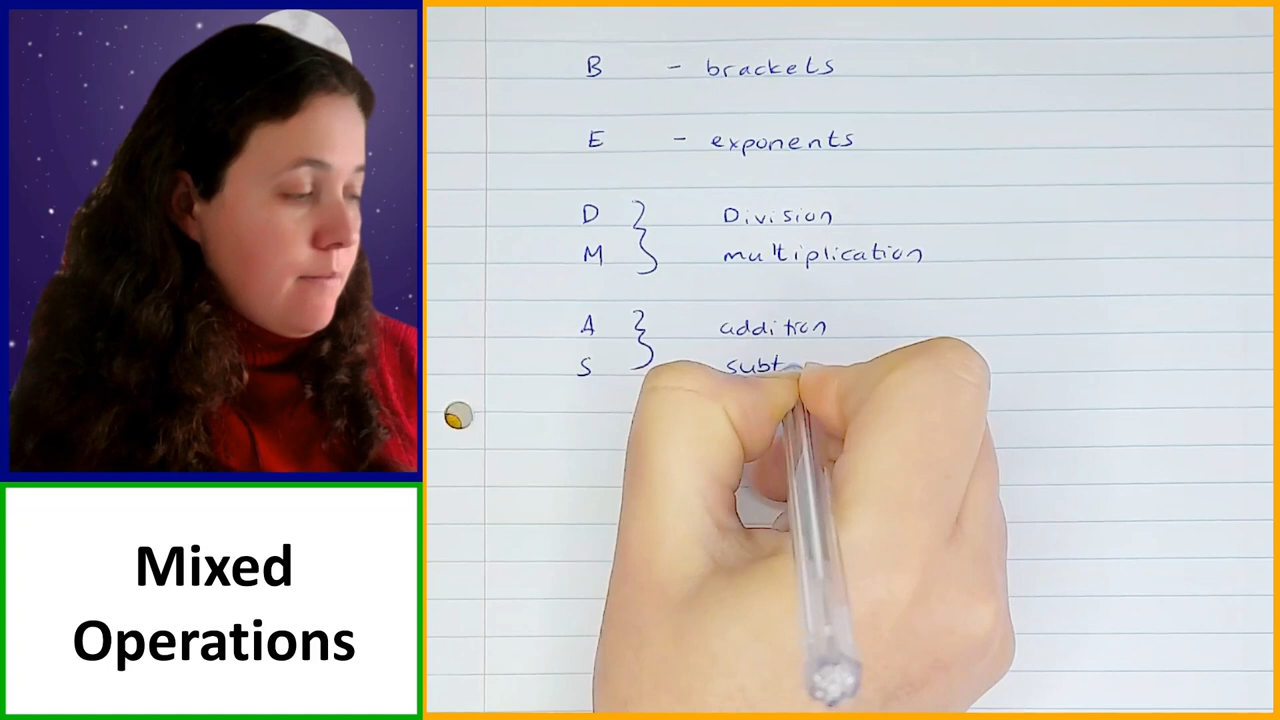 B - brackets
E - exponents
D } Division
M multiplication
A } addition
S subt
Mixed
Operations